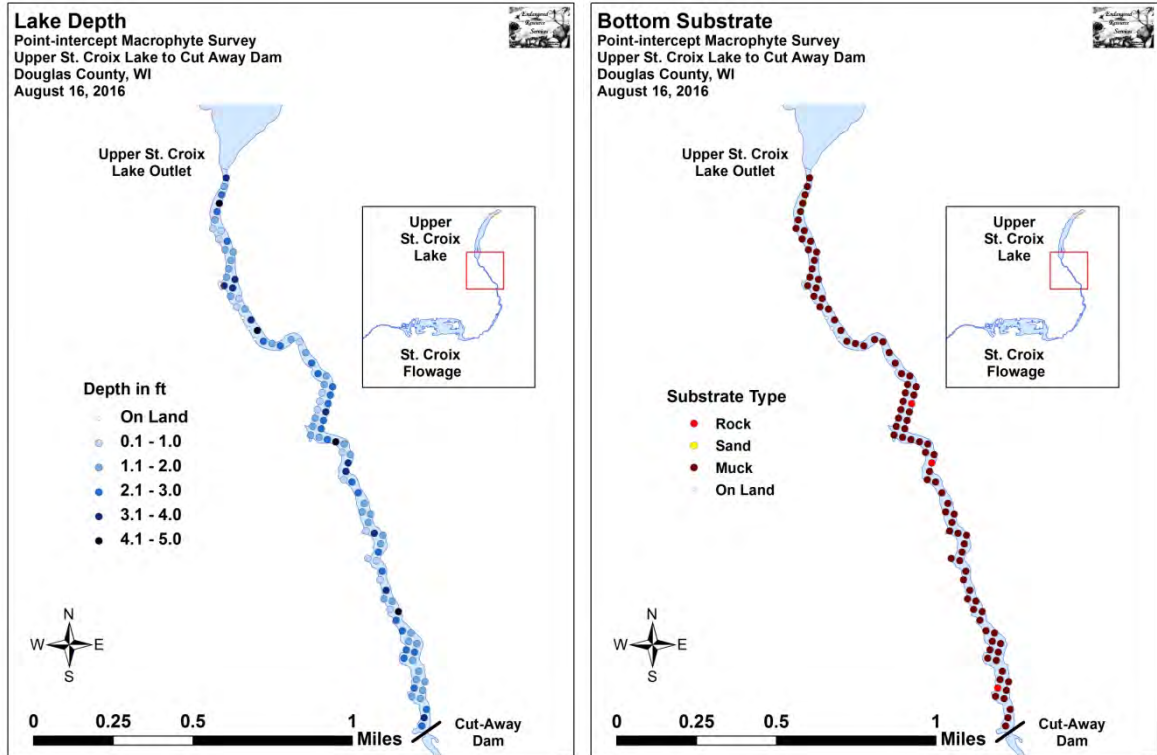 Lake Depth
Point-intercept Macrophyte Survey
Upper St. Croix Lake to Cut Away Dam
Douglas County, WI
August 16, 2016
Endangered
Resource
Services
Upper St. Croix
Lake Outlet
Upper
St. Croix
Lake
St. Croix
Flowage
Depth in ft
On Land
0.1 - 1.0
1.1 - 2.0
2.1 - 3.0
3.1 - 4.0
4.1 - 5.0
N
W E
S
0 0.25 0.5 1
Miles
Cut-Away
Dam
Bottom Substrate
Point-intercept Macrophyte Survey
Upper St. Croix Lake to Cut Away Dam
Douglas County, WI
August 16, 2016
Endangered
Resource
Services
Upper St. Croix
Lake Outlet
Upper
St. Croix
Lake
St. Croix
Flowage
Substrate Type
Rock
Sand
Muck
On Land
N
W E
S
0 0.25 0.5 1
Miles
Cut-Away
Dam